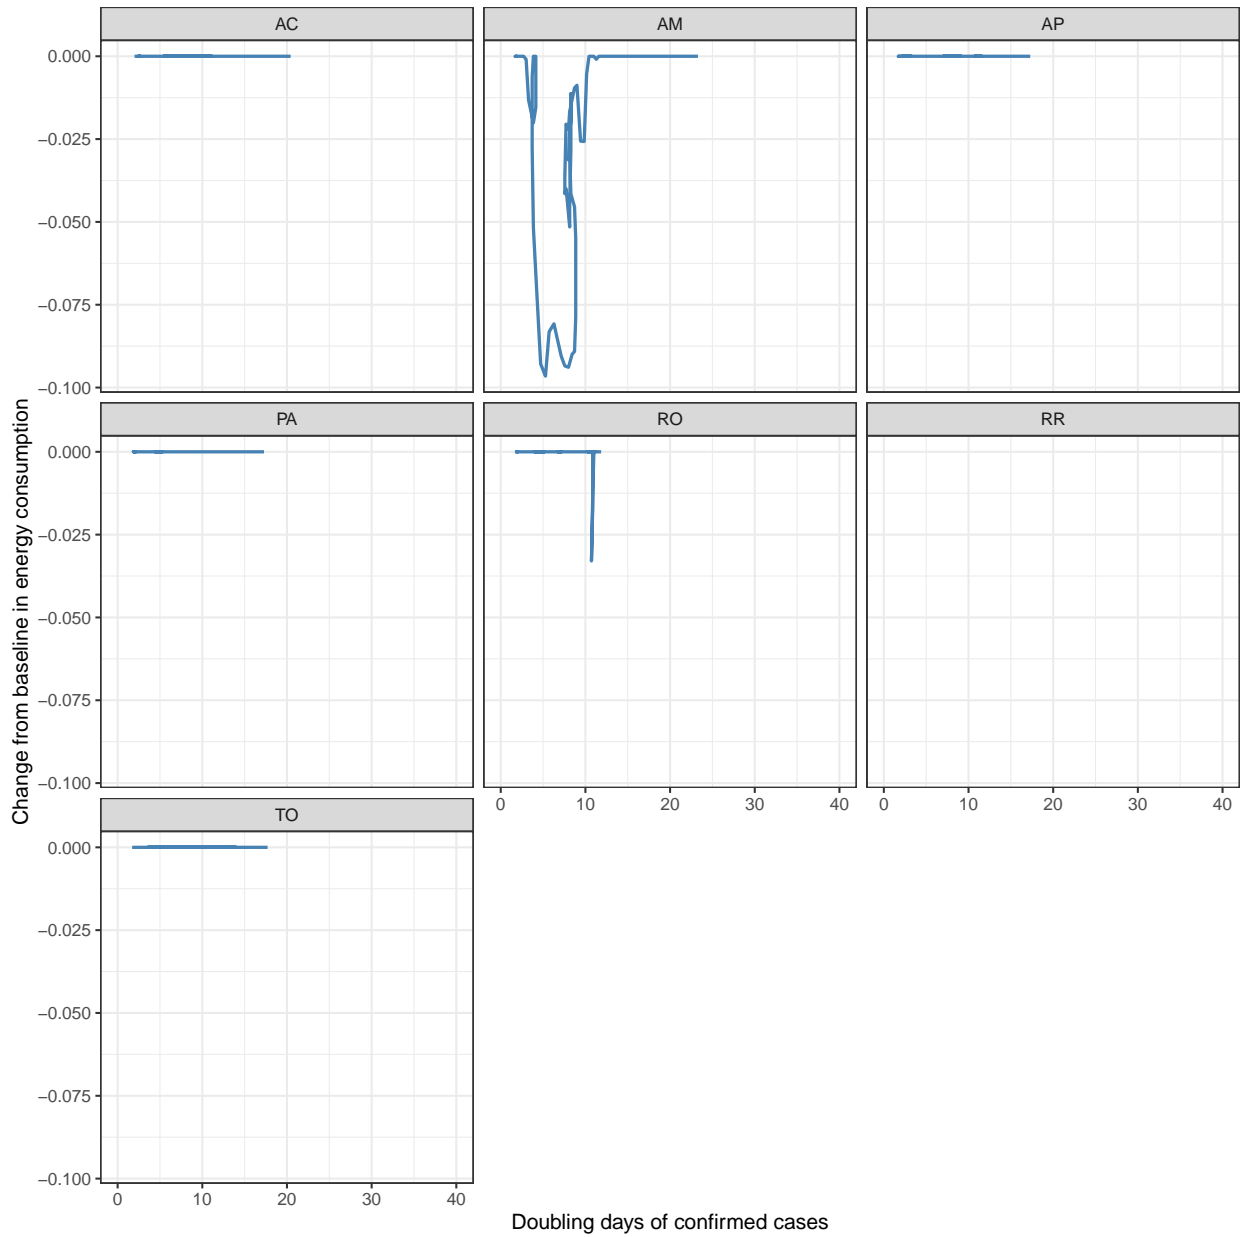 AC AM AP
0.000
−0.025
−0.050
−0.075
−0.100
PA RO RR
0.000
−0.025
−0.050
−0.075
−0.100
0 10 20 30 40 0 10 20 30 40
TO
0.000
−0.025
−0.050
−0.075
−0.100
0 10 20 30 40
Doubling days of confirmed cases
Change from baseline in energy consumption